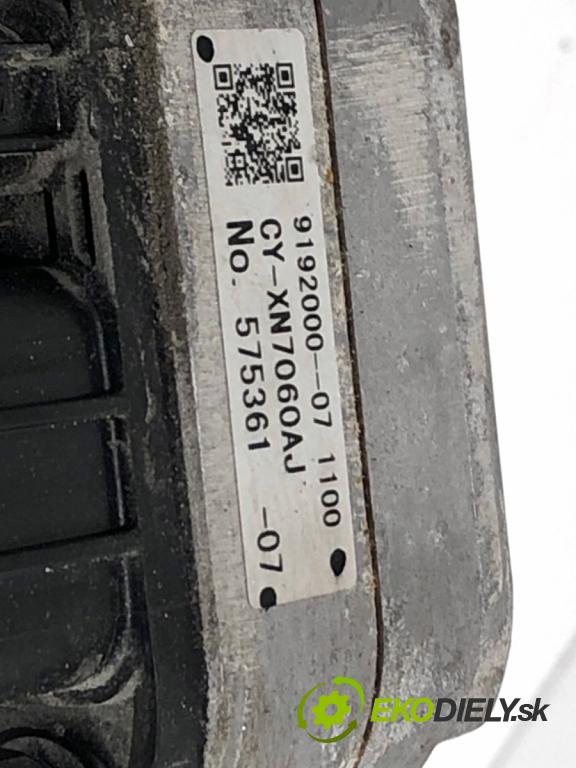 9192000--07 1100
CY-XN7060AJ
No. 575361 -07
EKODIELY.sk